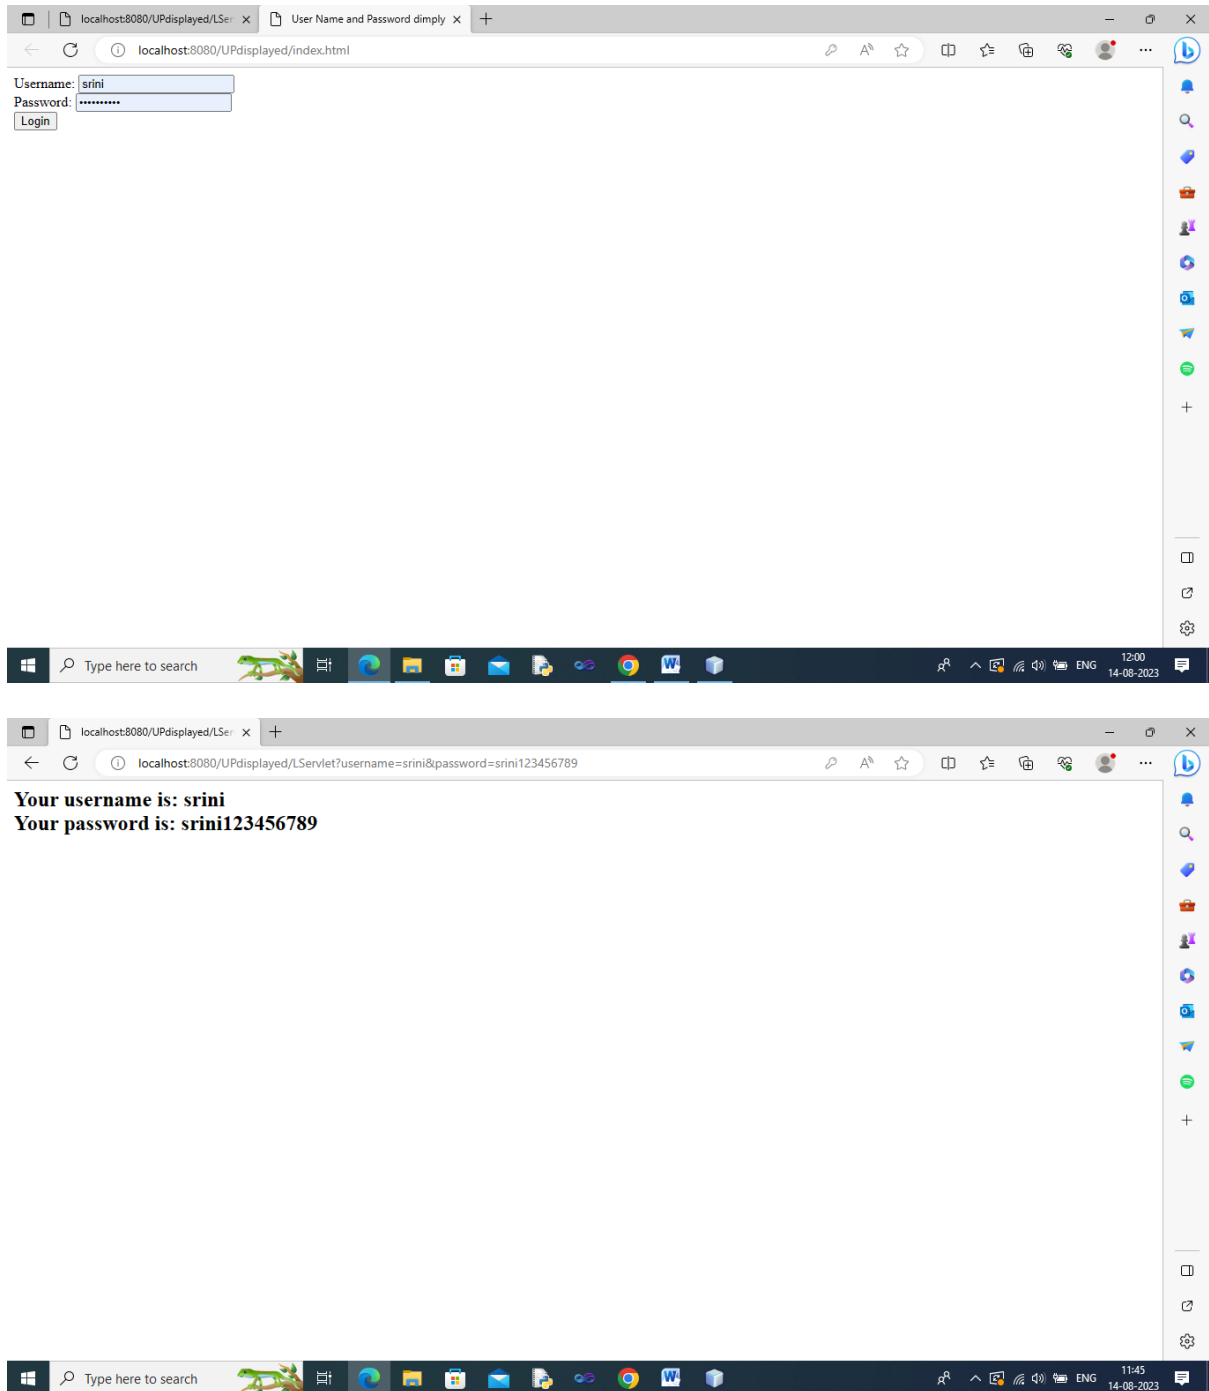 localhost:8080/UPdisplayed/LSer
User Name and Password dimply
localhost:8080/UPdisplayed/index.html
Username: srini
Password: ••••••••••
Login
Type here to search
ENG
12:00
14-08-2023
localhost:8080/UPdisplayed/LSer
localhost:8080/UPdisplayed/LServlet?username=srini&password=srini123456789
Your username is: srini
Your password is: srini123456789
Type here to search
ENG
11:45
14-08-2023